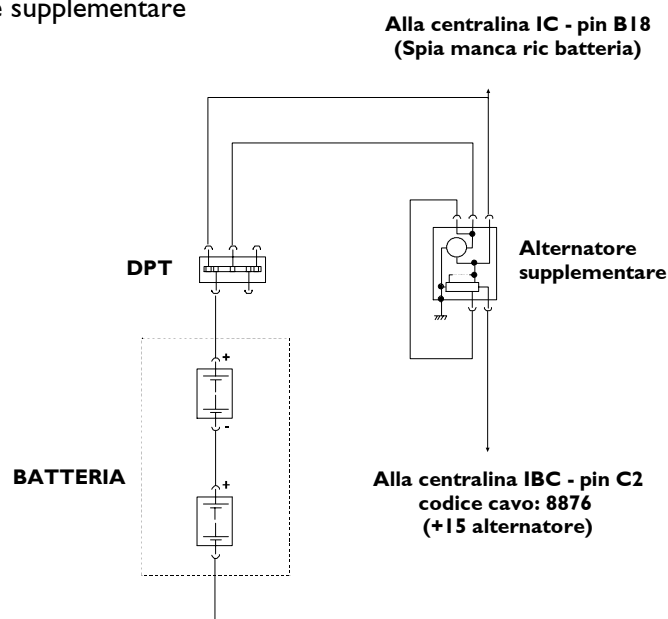 e supplementare
Alla centralina IC - pin B18
(Spia manca ric batteria)
DPT
Alternatore
supplementare
+
-
BATTERIA
+
Alla centralina IBC - pin C2
codice cavo: 8876
(+15 alternatore)